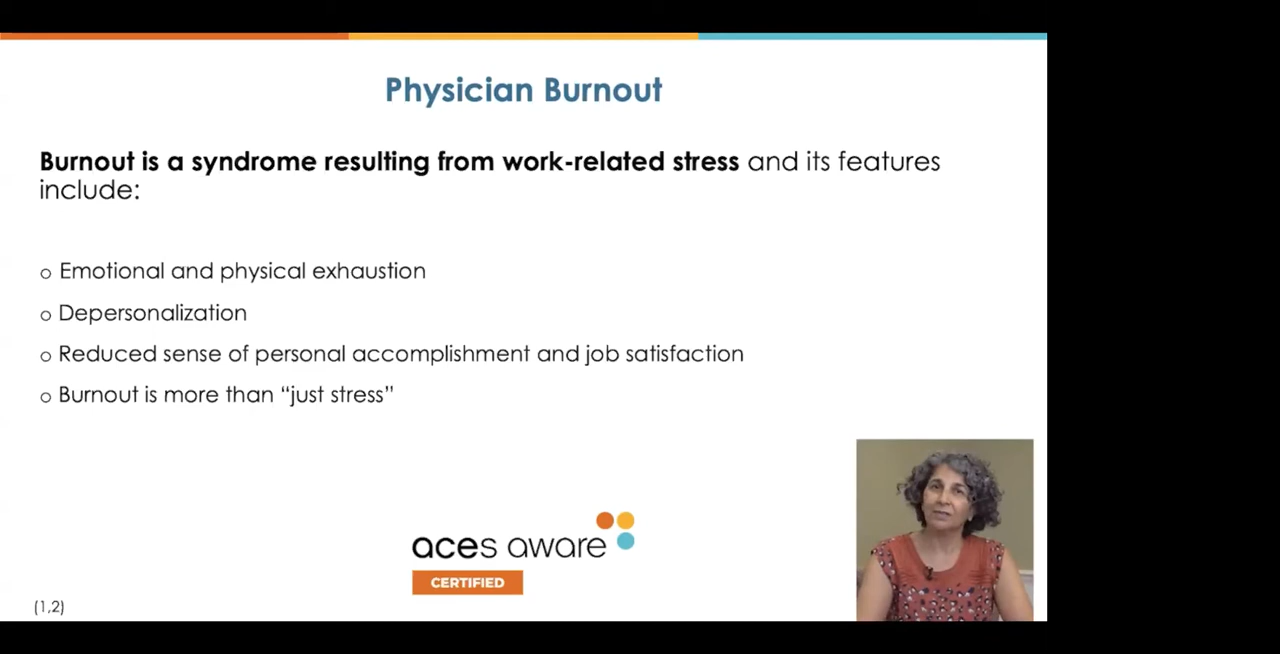 Physician Burnout
Burnout is a syndrome resulting from work-related stress and its features
include:
o Emotional and physical exhaustion
o Depersonalization
o Reduced sense of personal accomplishment and job satisfaction
o Burnout is more than “just stress”
aces aware
CERTIFIED
(1,2)